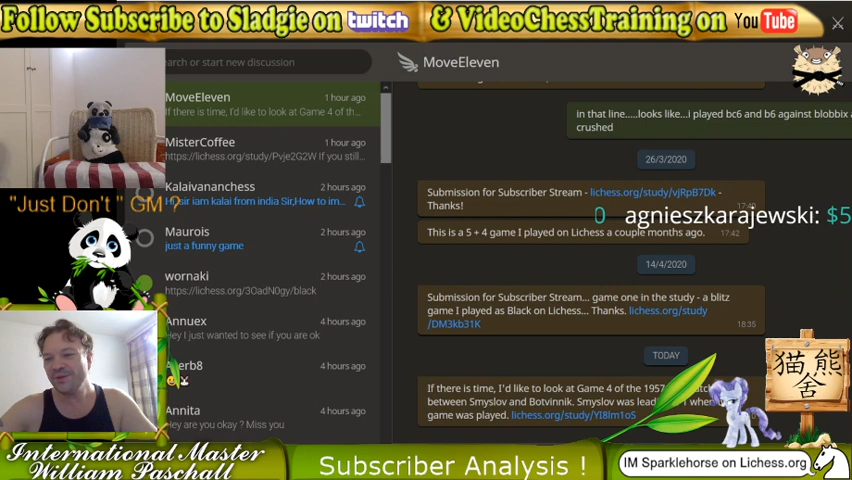 Follow Subscribe to Sladgie on twitch & VideoChessTraining on YouTube
search or start new discussion
MoveEleven
MoveEleven
1 hour ago
If there is time, I'd like to look at Game 4 of th...
MisterCoffee
1 hour ago
https://lichess.org/study/Pvje2G2W If you still...
Kalaivananchess
2 hours ago
sir iam kalai from india Sir,How to im...
Maurois
2 hours ago
just a funny game
wornaki
2 hours ago
https://lichess.org/3OadN0gy/black
Annuex
4 hours ago
Hey I just wanted to see if you are ok
4 hours ago
Annita
4 hours ago
Hey are you okay ? Miss you
in that line.....looks like...i played bc6 and b6 against blobbix a
crushed
26/3/2020
Submission for Subscriber Stream - lichess.org/study/vjRpB7Dk -
Thanks!
0 agnieszkarajewski: $5
This is a 5 + 4 game I played on Lichess a couple months ago.
17:42
14/4/2020
Submission for Subscriber Stream... game one in the study - a blitz
game I played as Black on Lichess... Thanks. lichess.org/study
/DM3kb31K
18:35
TODAY
If there is time, I'd like to look at Game 4 of the 1957
between Smyslov and Botvinnik. Smyslov was
game was played. lichess.org/study/YI8lm1oS
"Just Don't " GM ?
猫熊
舍
International Master
William Paschall
Subscriber Analysis !
IM Sparklehorse on Lichess.org